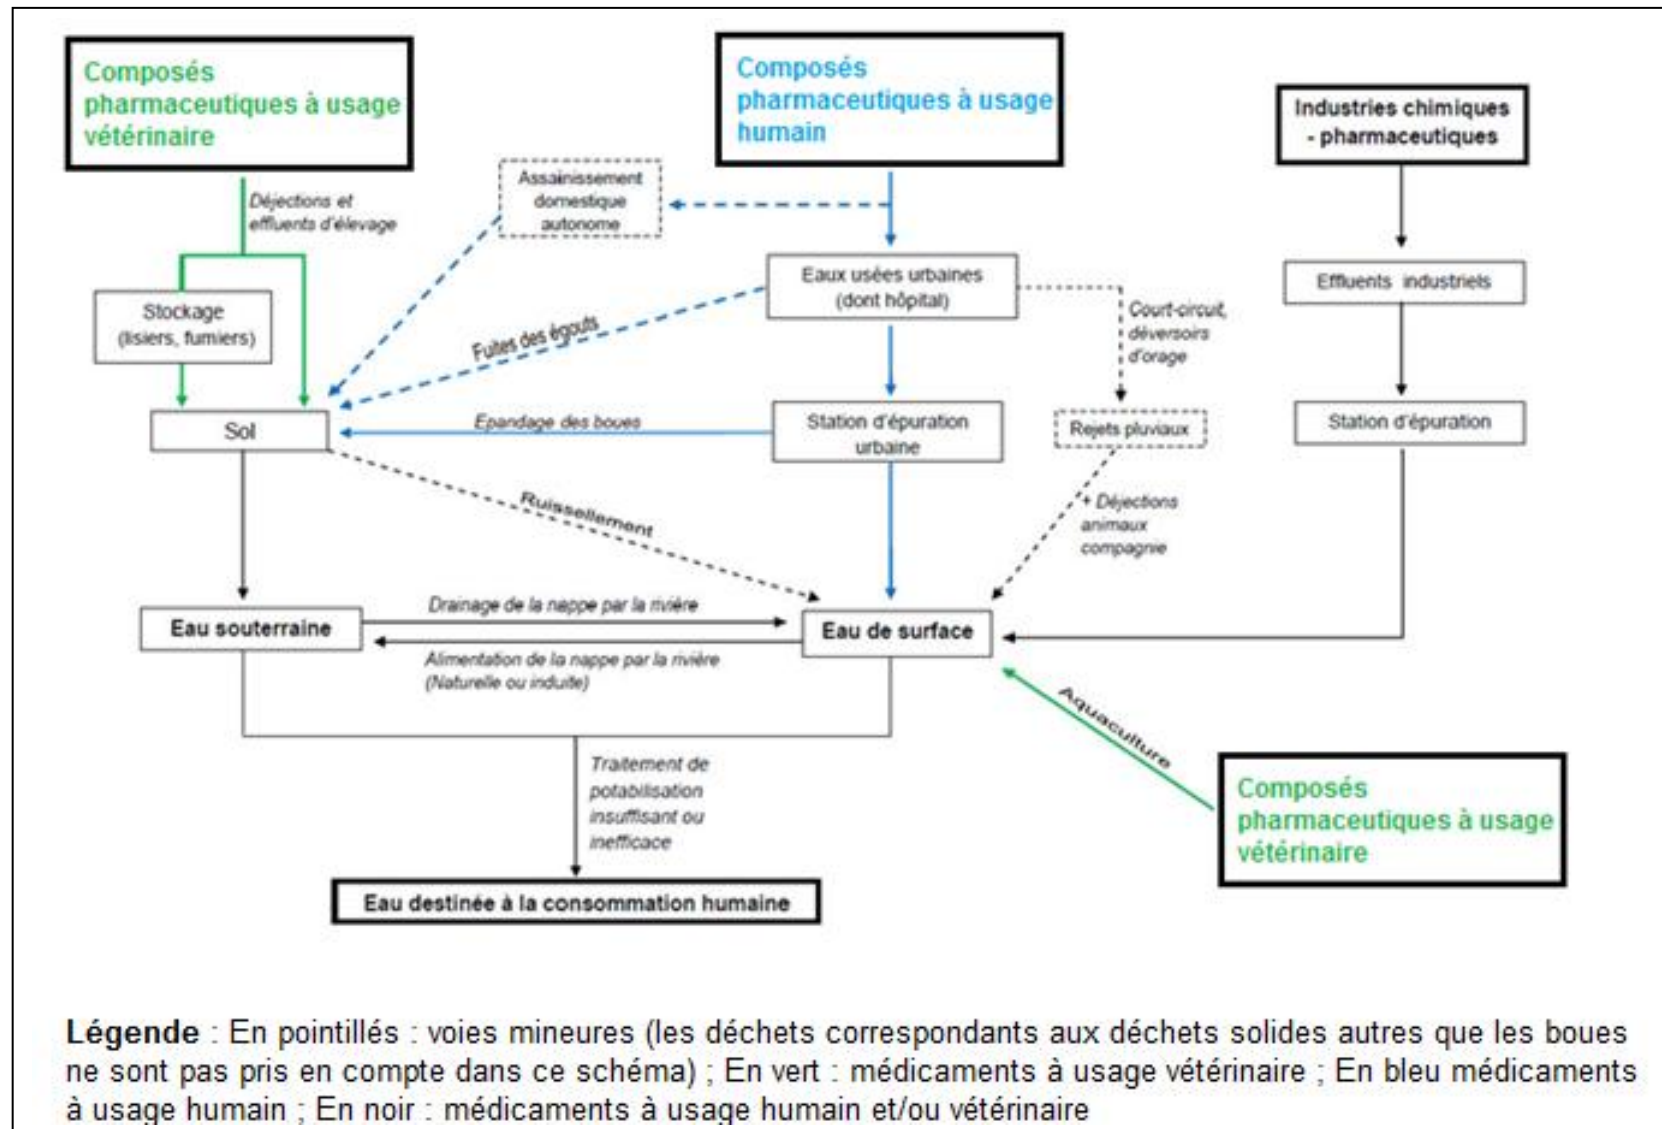 Composés
pharmaceutiques à usage
vétérinaire
Composés
pharmaceutiques à usage
humain
Industries chimiques
- pharmaceutiques
Assainissement
domestique
autonome
Déjections et
effluents d'élevage
Eaux usées urbaines
(dont hôpital)
Effluents industriels
Stockage
(lisiers, fumiers)
Fuites des égouts
Court-circuit,
déversoirs
d'orage
Sol
Epandage des boues
Station d'épuration
urbaine
Rejets pluviaux
Station d'épuration
Ruissellement
+ Déjections
animaux
compagnie
Eau souterraine
Drainage de la nappe par la rivière
Eau de surface
Alimentation de la nappe par la rivière
(Naturelle ou induite)
Aquaculture
Traitement de
potabilisation
insuffisant ou
inefficace
Composés
pharmaceutiques à usage
vétérinaire
Eau destinée à la consommation humaine
Légende : En pointillés : voies mineures (les déchets correspondants aux déchets solides autres que les boues
ne sont pas pris en compte dans ce schéma) ; En vert : médicaments à usage vétérinaire ; En bleu médicaments
à usage humain ; En noir : médicaments à usage humain et/ou vétérinaire